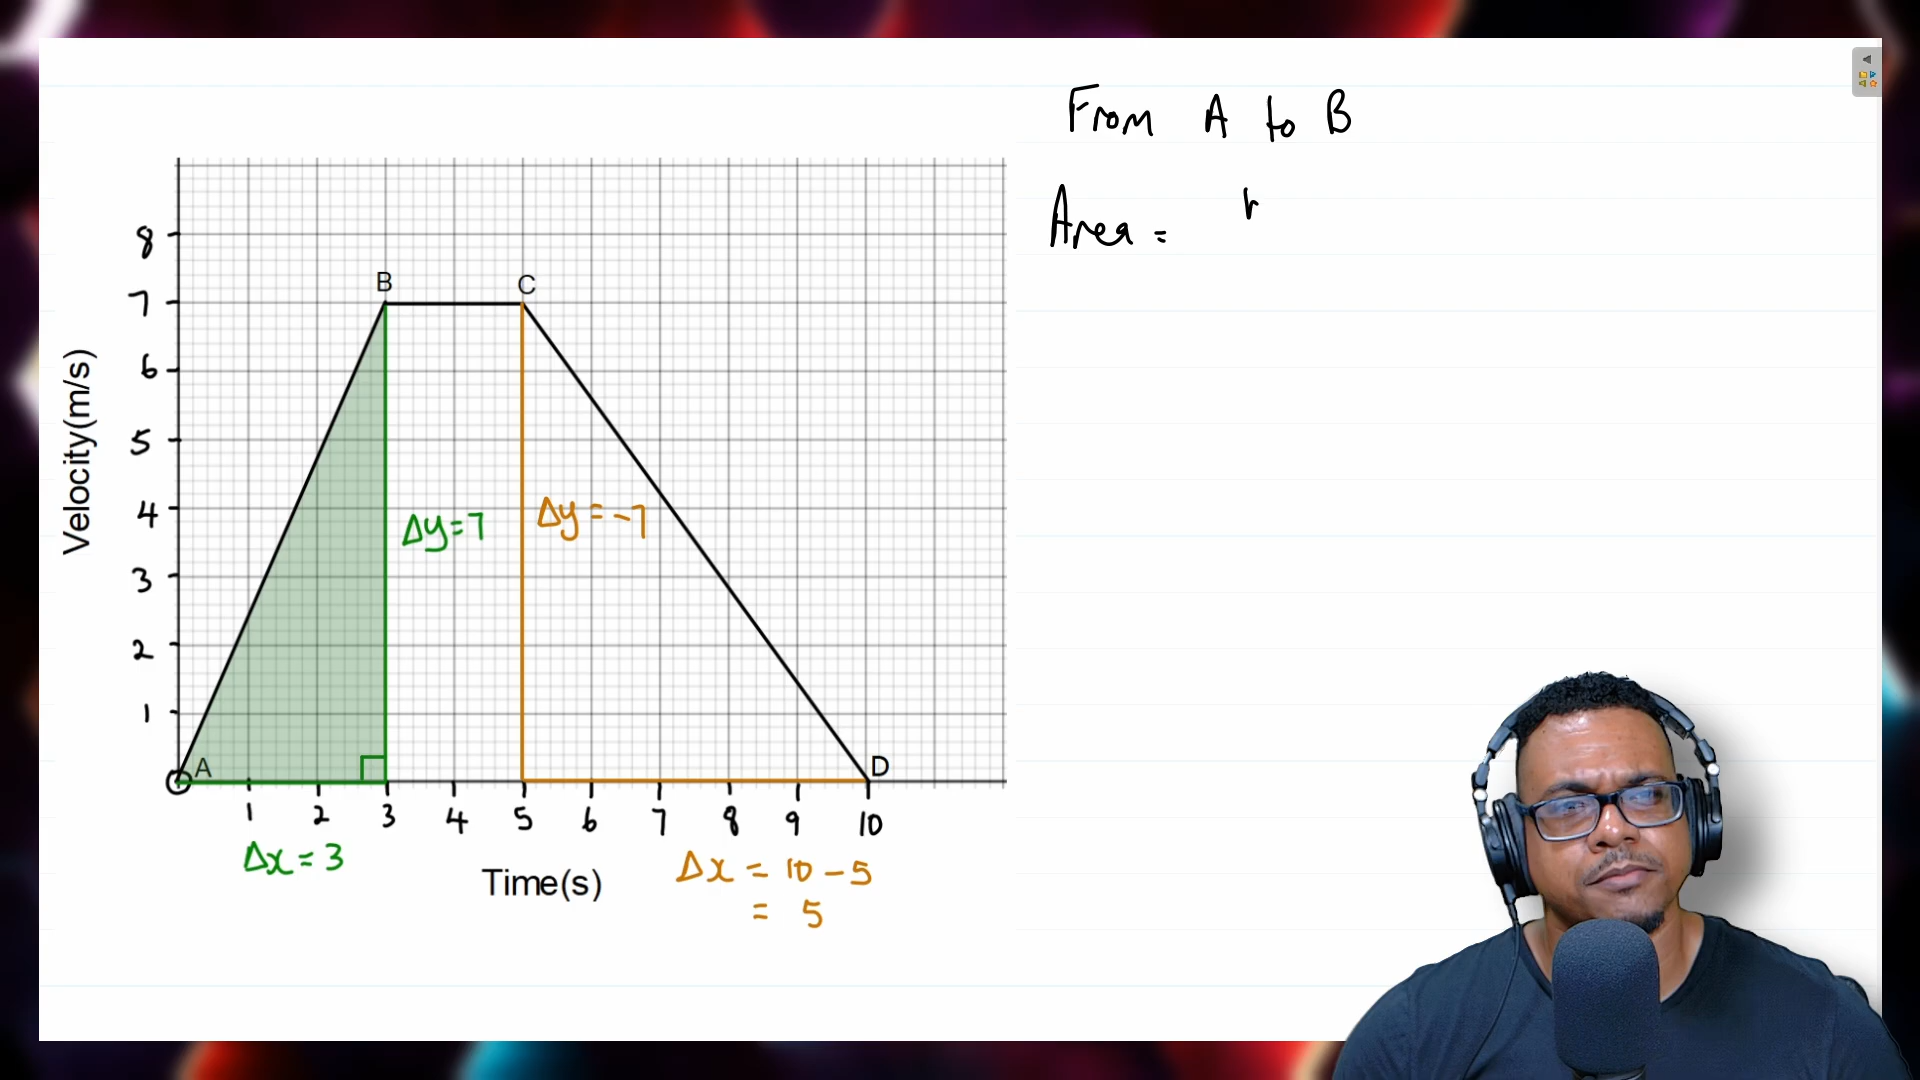 From A to B
Area =
8
B
C
7
6
5
4
3
2
1
Velocity(m/s)
Δy=7
Δy = -7
A
D
1 2 3 4 5 6 7 8 9 10
Δx = 3
Time(s)
Δx = 10 - 5
= 5